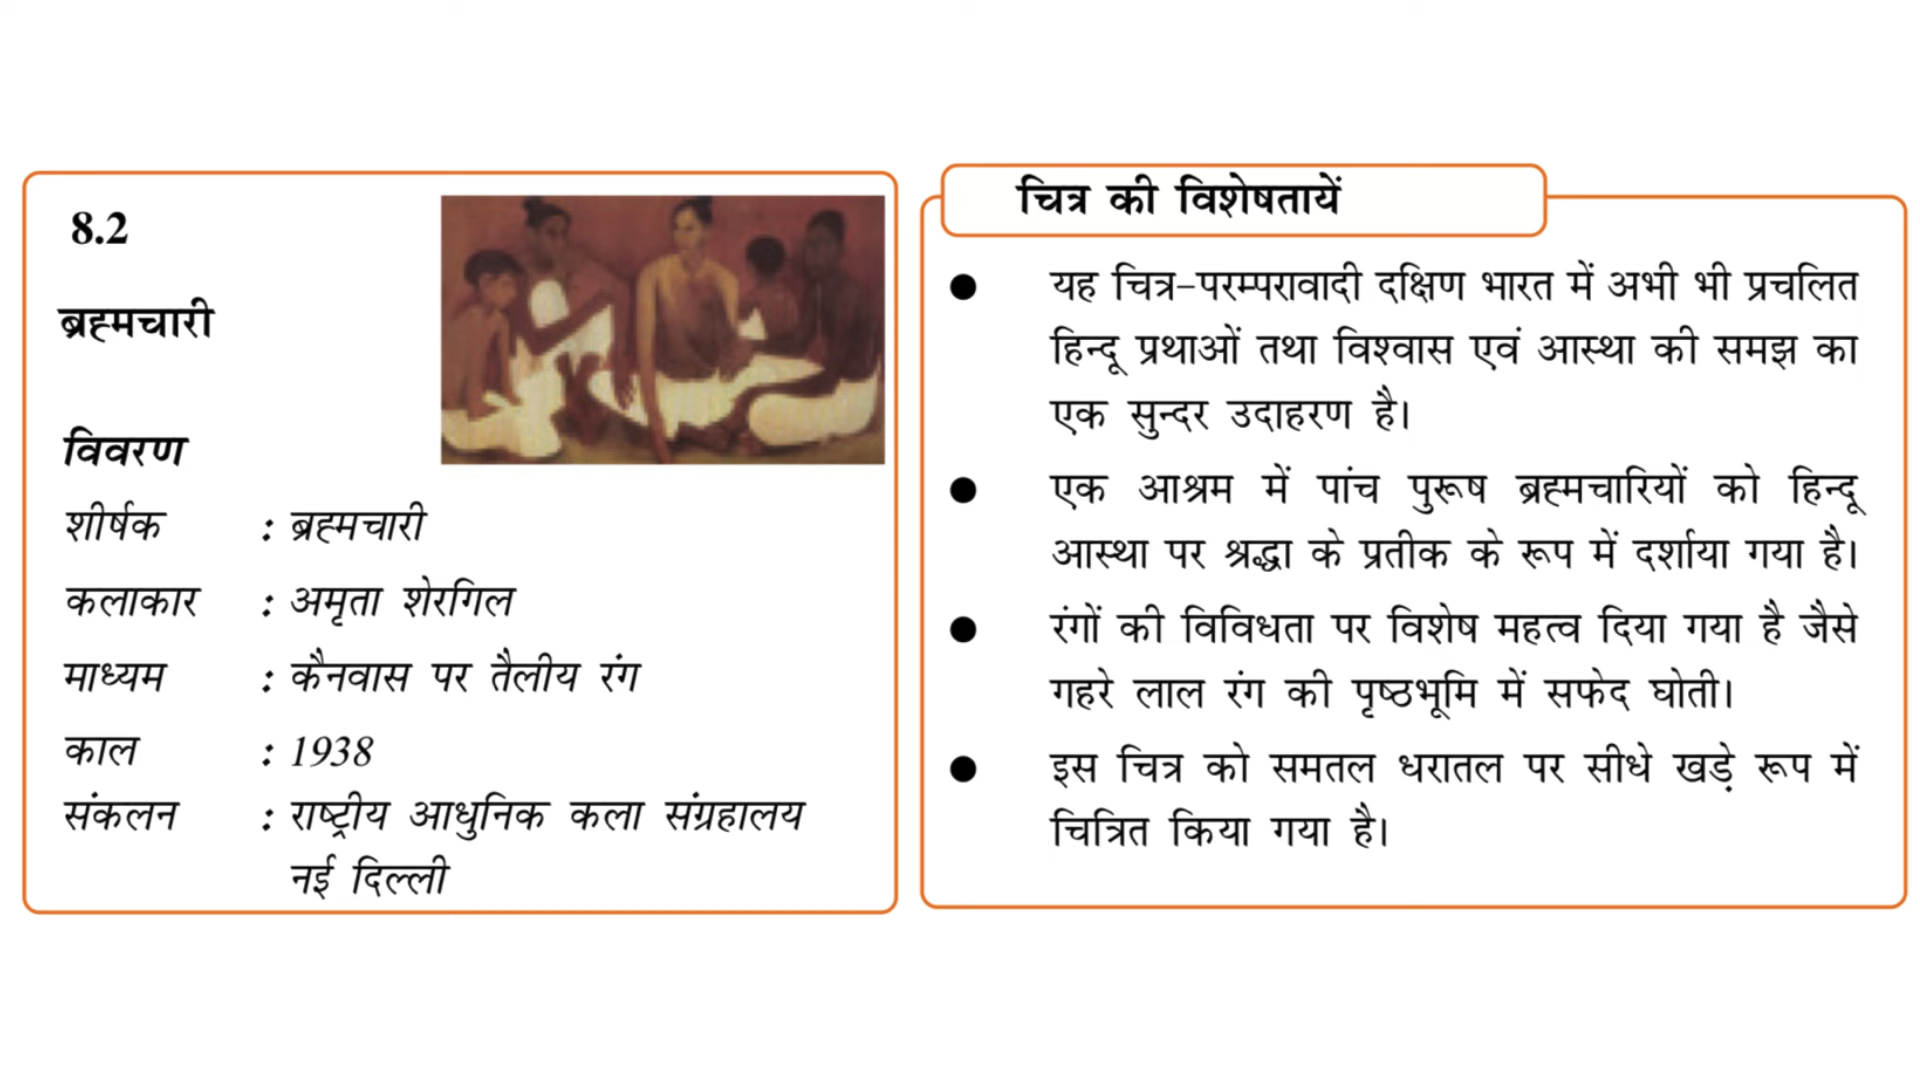 8.2
ब्रह्मचारी
विवरण
शीर्षक : ब्रह्मचारी
कलाकार : अमृता शेरगिल
माध्यम : कैनवास पर तैलीय रंग
काल : 1938
संकलन : राष्ट्रीय आधुनिक कला संग्रहालय
नई दिल्ली
चित्र की विशेषतायें
● यह चित्र-परम्परावादी दक्षिण भारत में अभी भी प्रचलित
हिन्दू प्रथाओं तथा विश्वास एवं आस्था की समझ का
एक सुन्दर उदाहरण है।
● एक आश्रम में पांच पुरूष ब्रह्मचारियों को हिन्दू
आस्था पर श्रद्धा के प्रतीक के रूप में दर्शाया गया है।
● रंगों की विविधता पर विशेष महत्व दिया गया है जैसे
गहरे लाल रंग की पृष्ठभूमि में सफेद घोती।
● इस चित्र को समतल धरातल पर सीधे खड़े रूप में
चित्रित किया गया है।